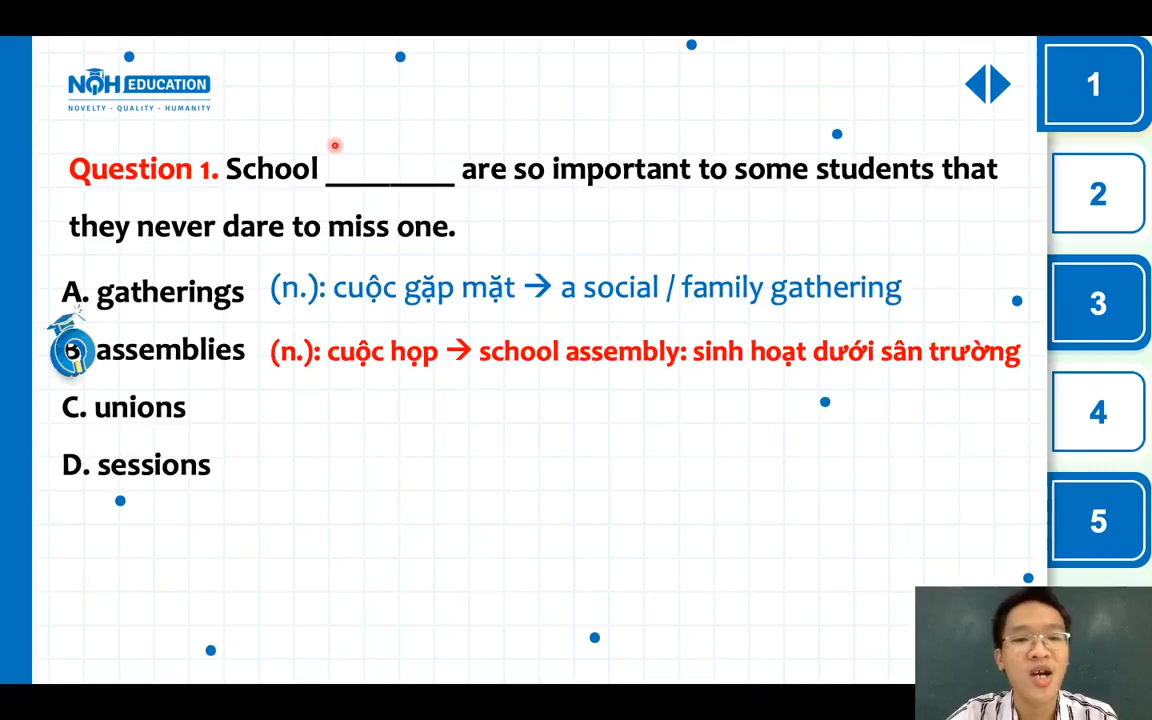 NQH EDUCATION
NOVELTY - QUALITY - HUMANITY
Question 1. School ________ are so important to some students that
they never dare to miss one.
A. gatherings (n.): cuộc gặp mặt → a social / family gathering
B assemblies (n.): cuộc họp → school assembly: sinh hoạt dưới sân trường
C. unions
D. sessions
1
2
3
4
5